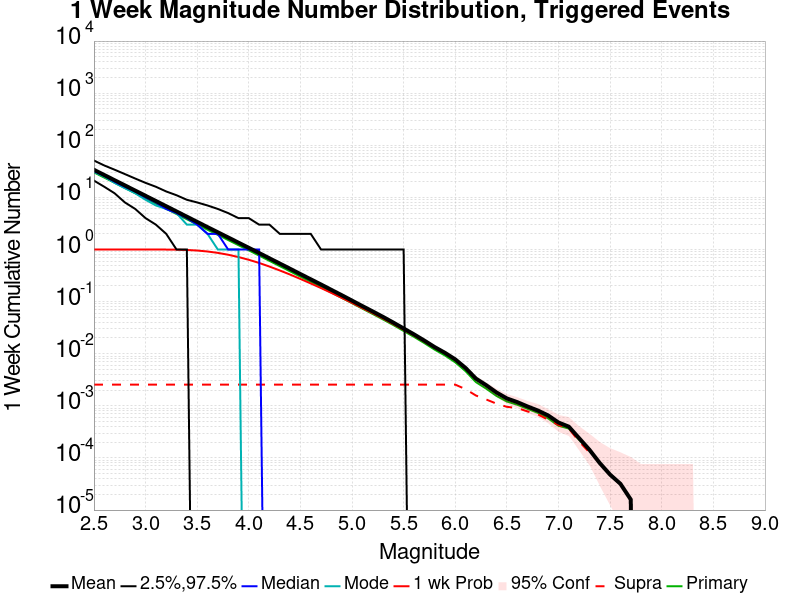 1 Week Magnitude Number Distribution, Triggered Events
1 Week Cumulative Number
10^4
10^3
10^2
10^1
10^0
10^-1
10^-2
10^-3
10^-4
10^-5
2.5 3.0 3.5 4.0 4.5 5.0 5.5 6.0 6.5 7.0 7.5 8.0 8.5 9.0
Magnitude
Mean 2.5%,97.5% Median Mode 1 wk Prob 95% Conf Supra Primary